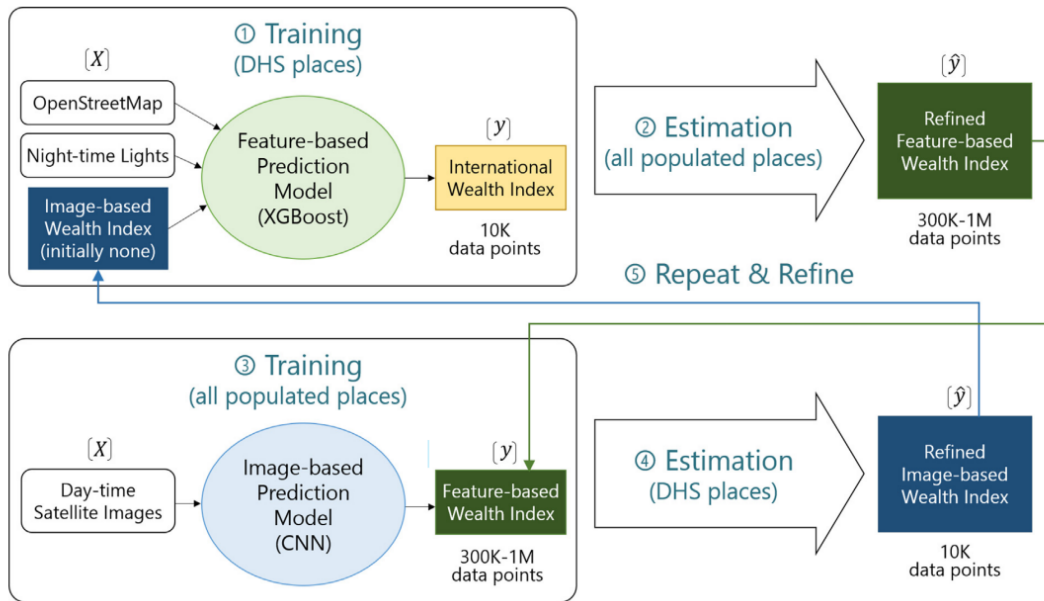 ① Training
(DHS places)
[X]
OpenStreetMap
Night-time Lights
Image-based
Wealth Index
(initially none)
Feature-based
Prediction
Model
(XGBoost)
[y]
International
Wealth Index
10K
data points
② Estimation
(all populated places)
[ŷ]
Refined
Feature-based
Wealth Index
300K-1M
data points
⑤ Repeat & Refine
③ Training
(all populated places)
[X]
Day-time
Satellite Images
Image-based
Prediction
Model
(CNN)
[y]
Feature-based
Wealth Index
300K-1M
data points
④ Estimation
(DHS places)
[ŷ]
Refined
Image-based
Wealth Index
10K
data points